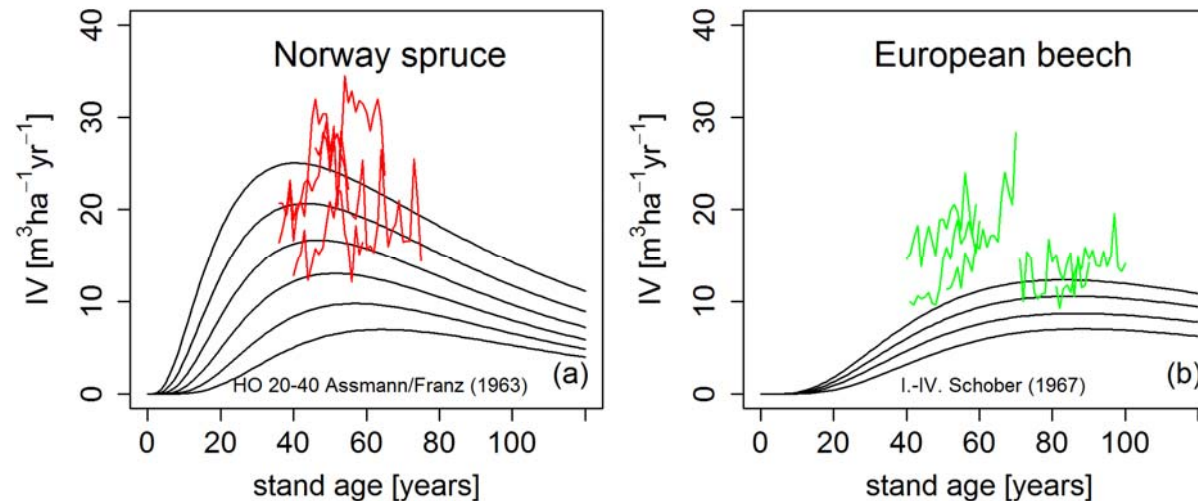 Norway spruce
IV [m³ha⁻¹yr⁻¹]
40
30
20
10
0
HO 20-40 Assmann/Franz (1963)
(a)
0 20 40 60 80 100
stand age [years]
European beech
IV [m³ha⁻¹yr⁻¹]
40
30
20
10
0
I.-IV. Schober (1967)
(b)
0 20 40 60 80 100
stand age [years]